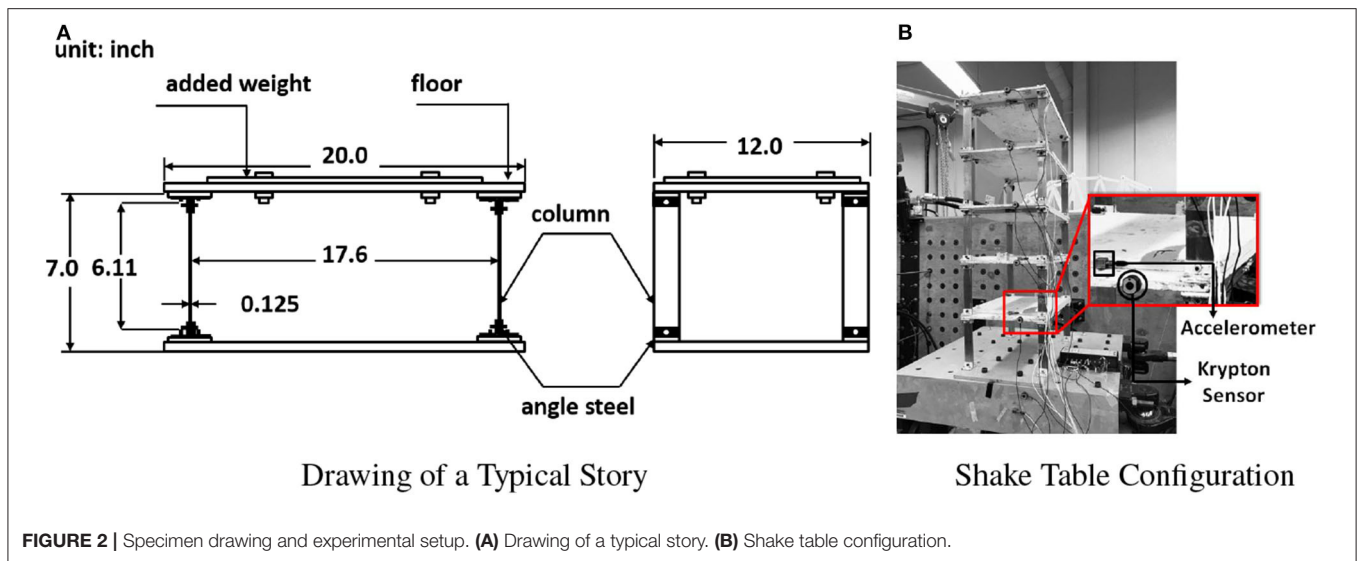 A
unit: inch
added weight
floor
20.0
12.0
column
7.0
6.11
17.6
0.125
angle steel
Drawing of a Typical Story
B
Accelerometer
Krypton
Sensor
Shake Table Configuration
FIGURE 2 | Specimen drawing and experimental setup. (A) Drawing of a typical story. (B) Shake table configuration.